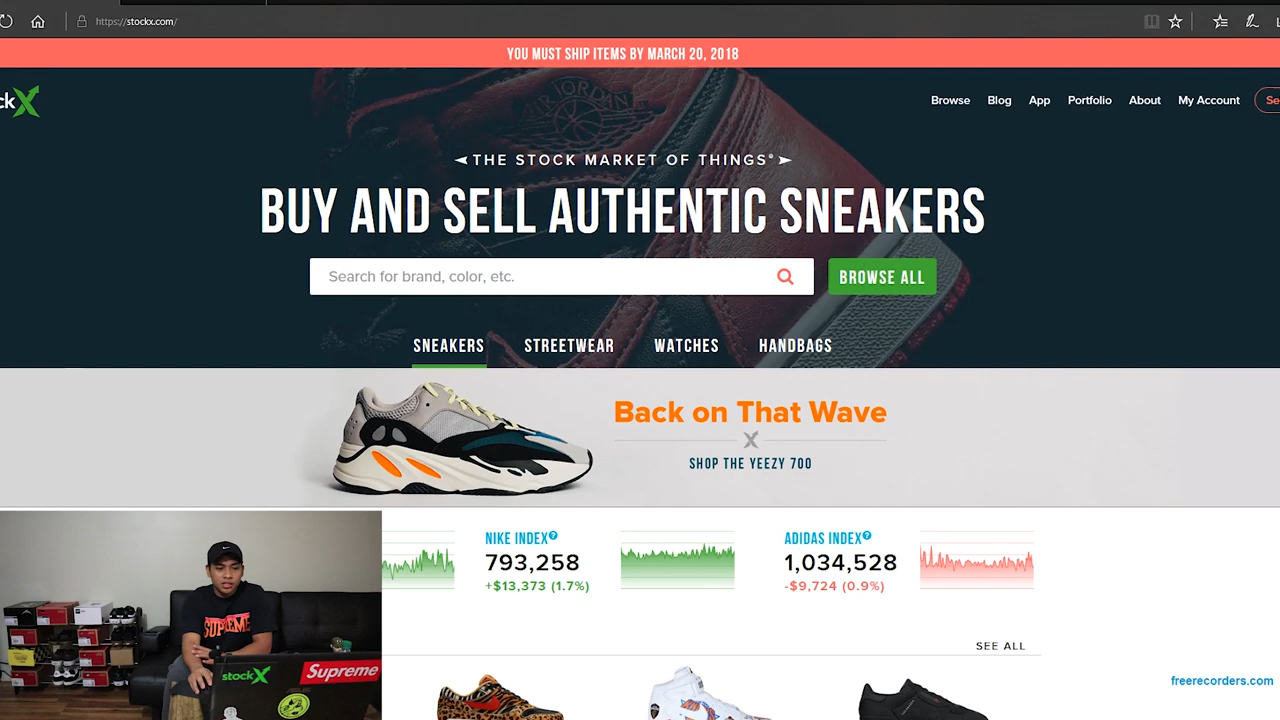 https://stockx.com/
YOU MUST SHIP ITEMS BY MARCH 20, 2018
ckX
Browse Blog App Portfolio About My Account Se
THE STOCK MARKET OF THINGS®
BUY AND SELL AUTHENTIC SNEAKERS
Search for brand, color, etc.
BROWSE ALL
SNEAKERS STREETWEAR WATCHES HANDBAGS
Back on That Wave
X
SHOP THE YEEZY 700
NIKE INDEX?
793,258
+$13,373 (1.7%)
ADIDAS INDEX?
1,034,528
-$9,724 (0.9%)
SEE ALL
SUPREME
stockX
Supreme
freerecorders.com